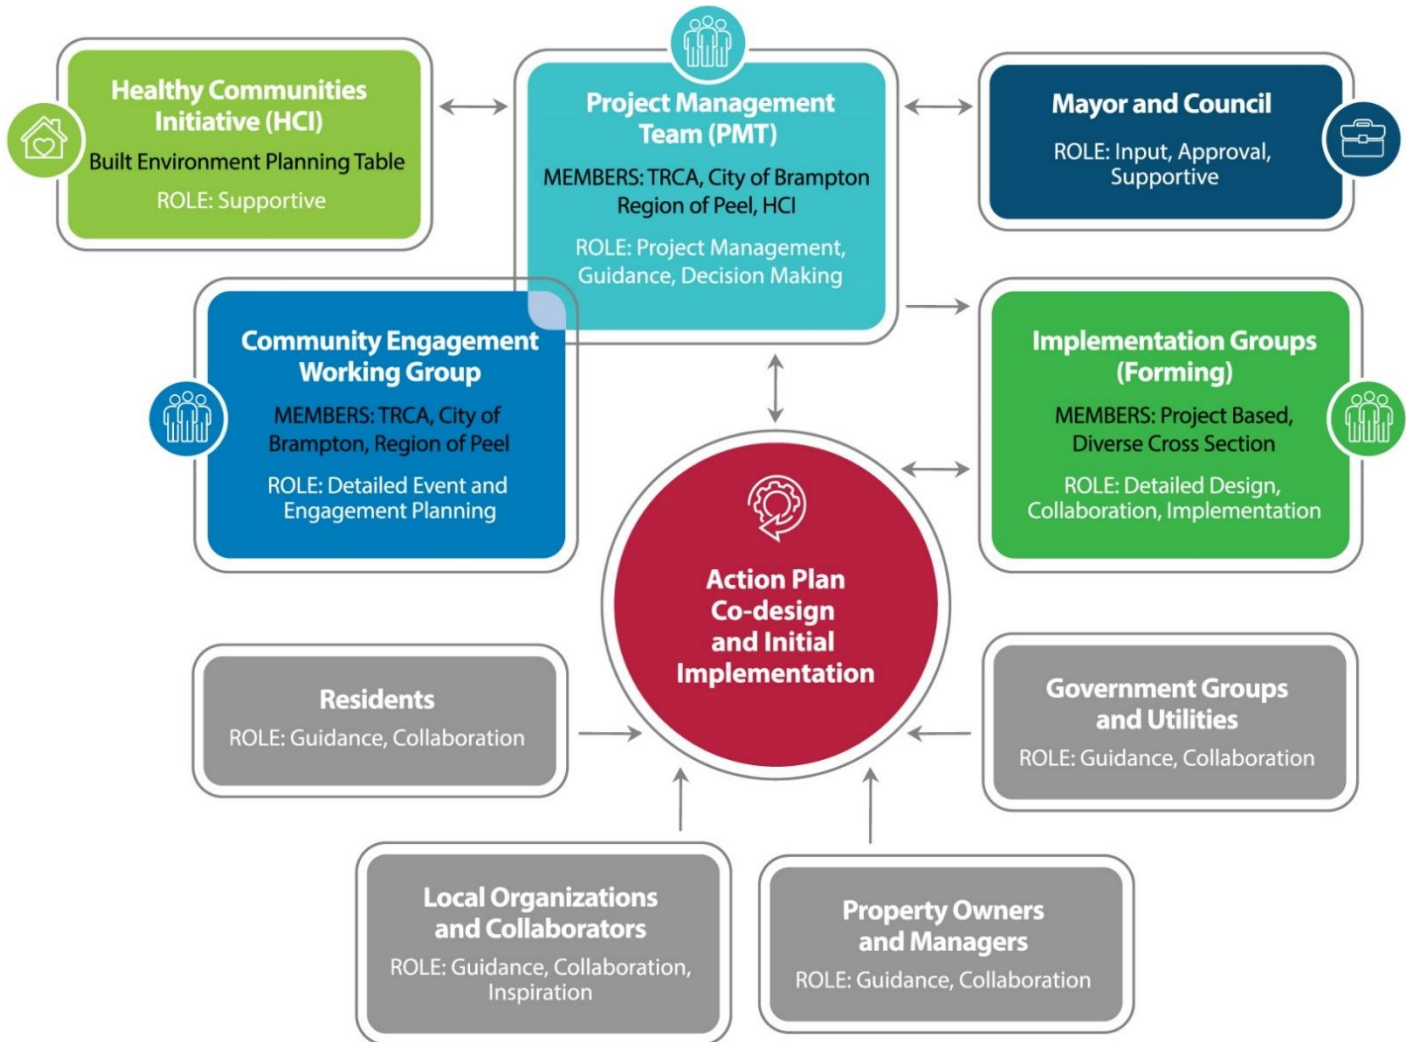 Healthy Communities
Initiative (HCI)
Built Environment Planning Table
ROLE: Supportive
Project Management
Team (PMT)
MEMBERS: TRCA, City of Brampton
Region of Peel, HCI
ROLE: Project Management,
Guidance, Decision Making
Mayor and Council
ROLE: Input, Approval,
Supportive
Community Engagement
Working Group
MEMBERS: TRCA, City of
Brampton, Region of Peel
ROLE: Detailed Event and
Engagement Planning
Implementation Groups
(Forming)
MEMBERS: Project Based,
Diverse Cross Section
ROLE: Detailed Design,
Collaboration, Implementation
Action Plan
Co-design
and Initial
Implementation
Residents
ROLE: Guidance, Collaboration
Government Groups
and Utilities
ROLE: Guidance, Collaboration
Local Organizations
and Collaborators
ROLE: Guidance, Collaboration,
Inspiration
Property Owners
and Managers
ROLE: Guidance, Collaboration